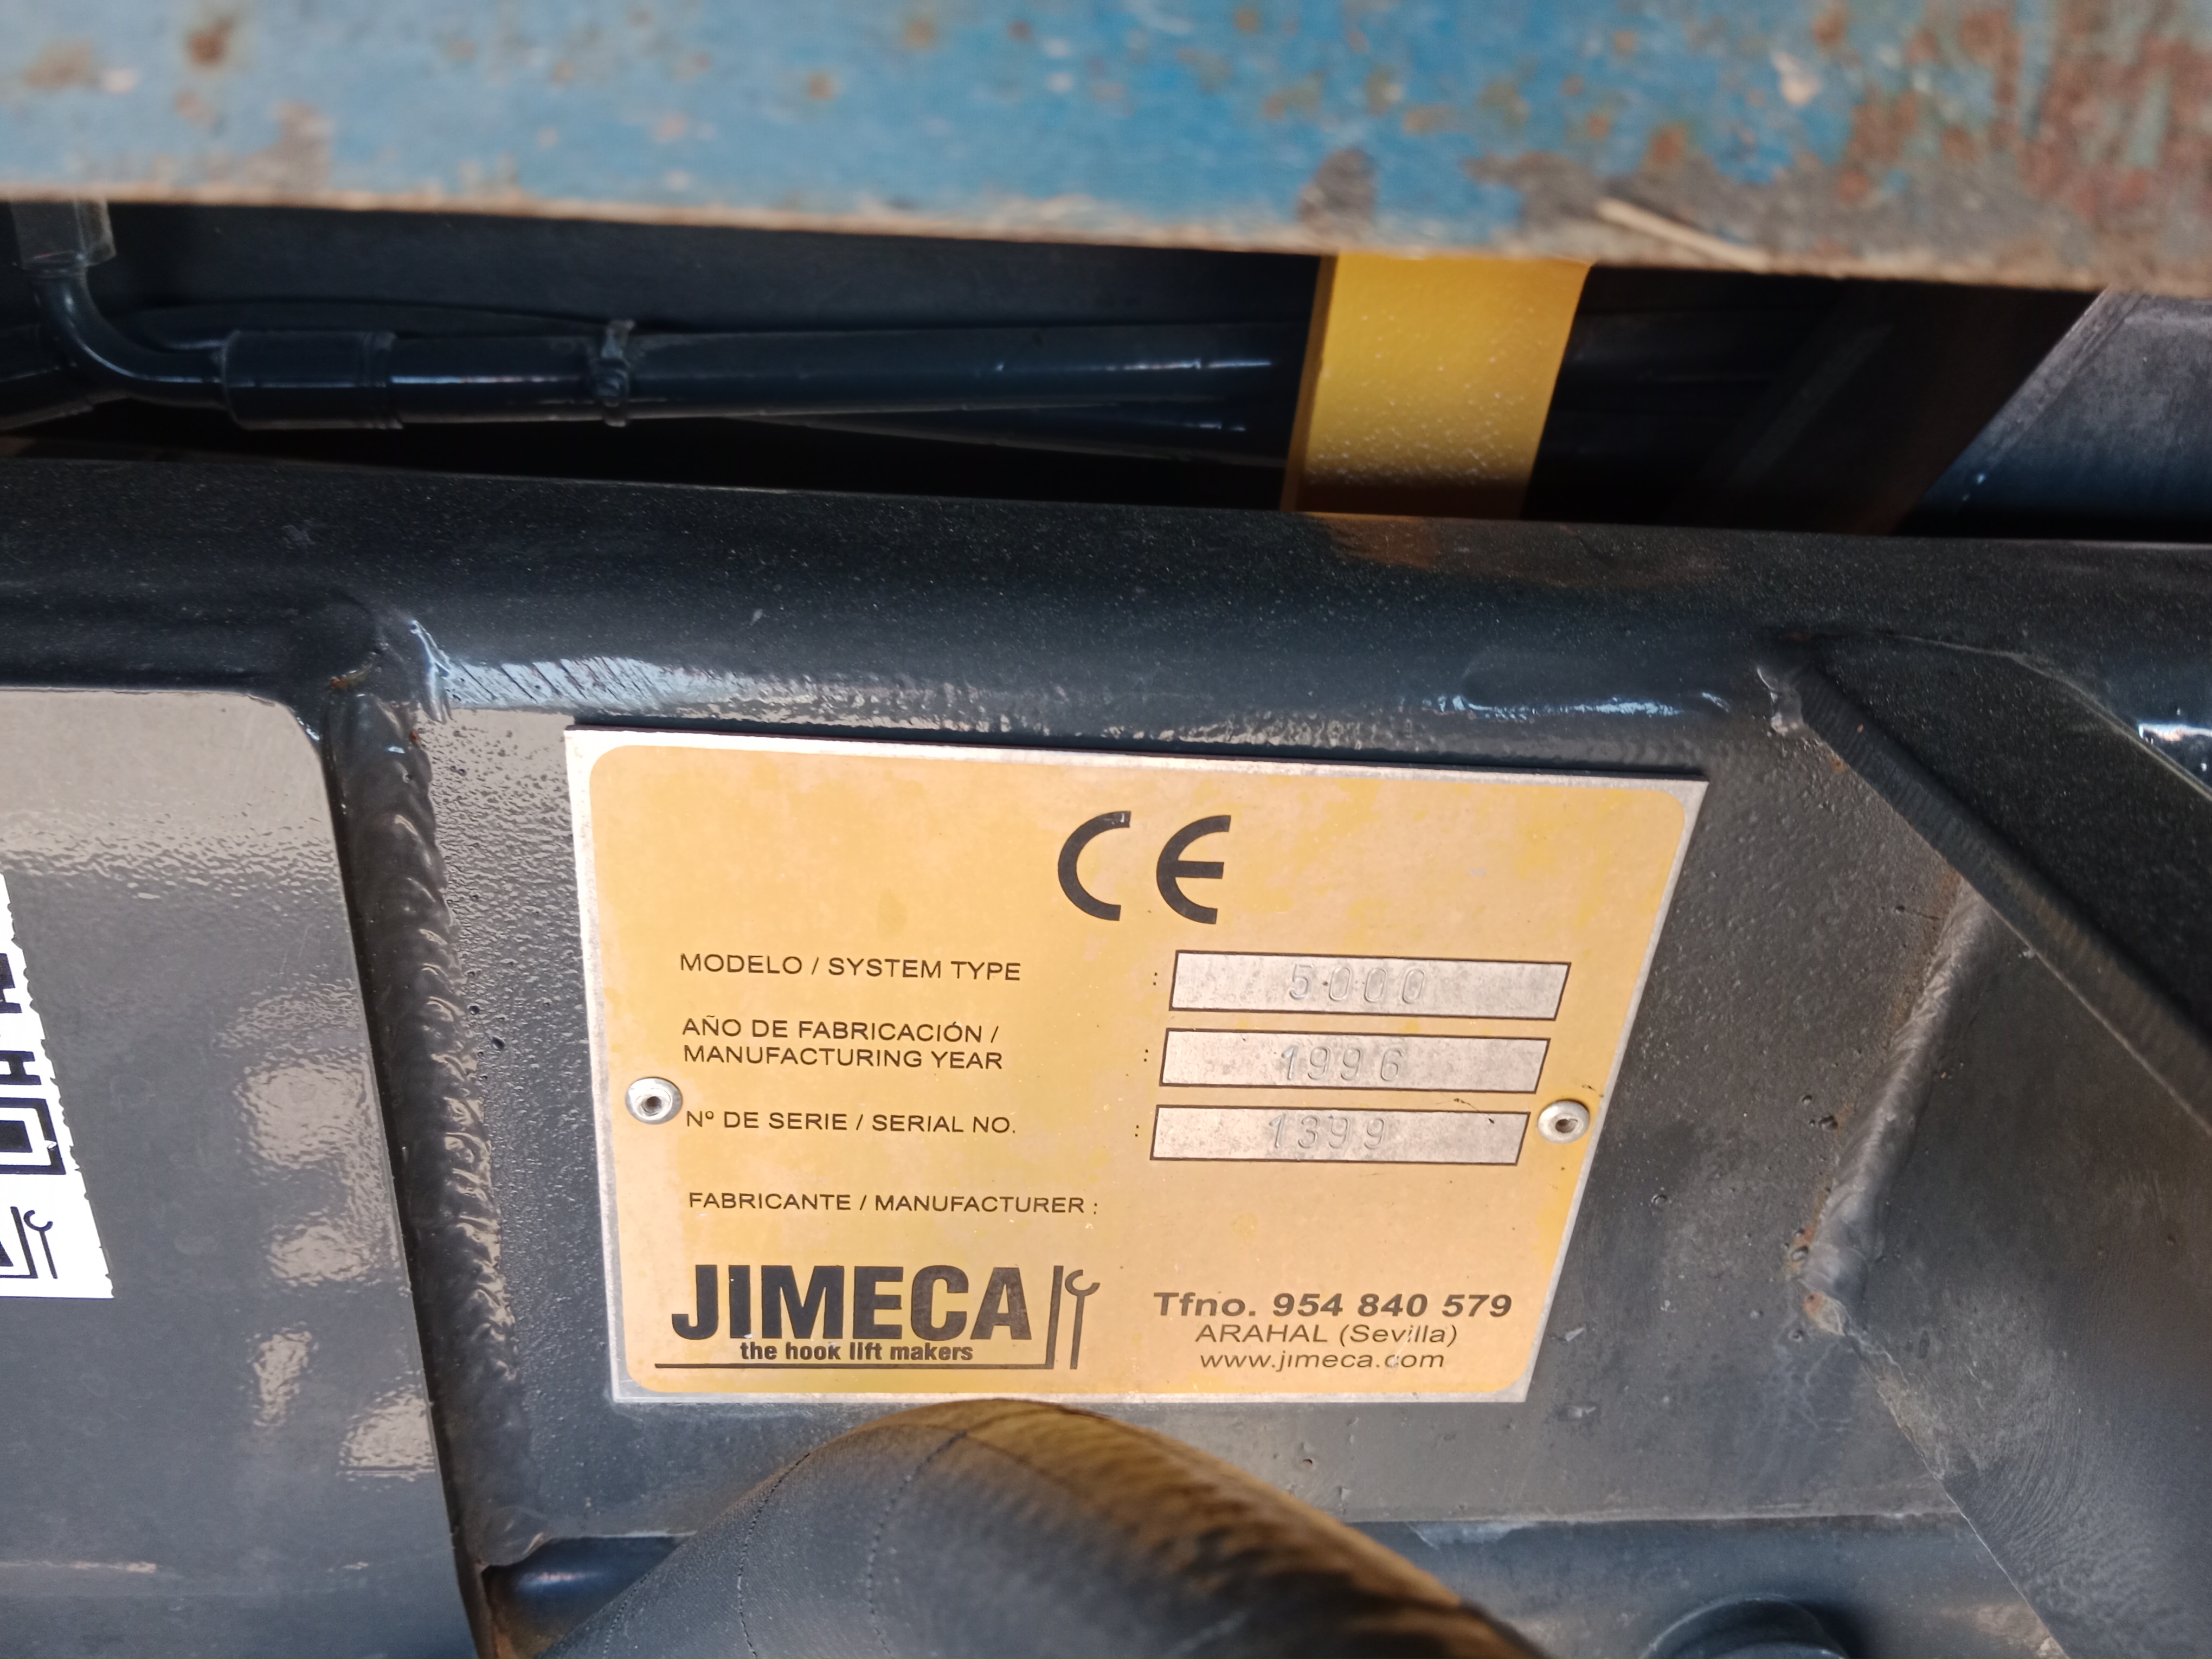 CE
MODELO / SYSTEM TYPE : 5000
AÑO DE FABRICACIÓN /
MANUFACTURING YEAR : 1996
Nº DE SERIE / SERIAL NO. : 1399
FABRICANTE / MANUFACTURER :
JIMECA
the hook lift makers
Tfno. 954 840 579
ARAHAL (Sevilla)
www.jimeca.com